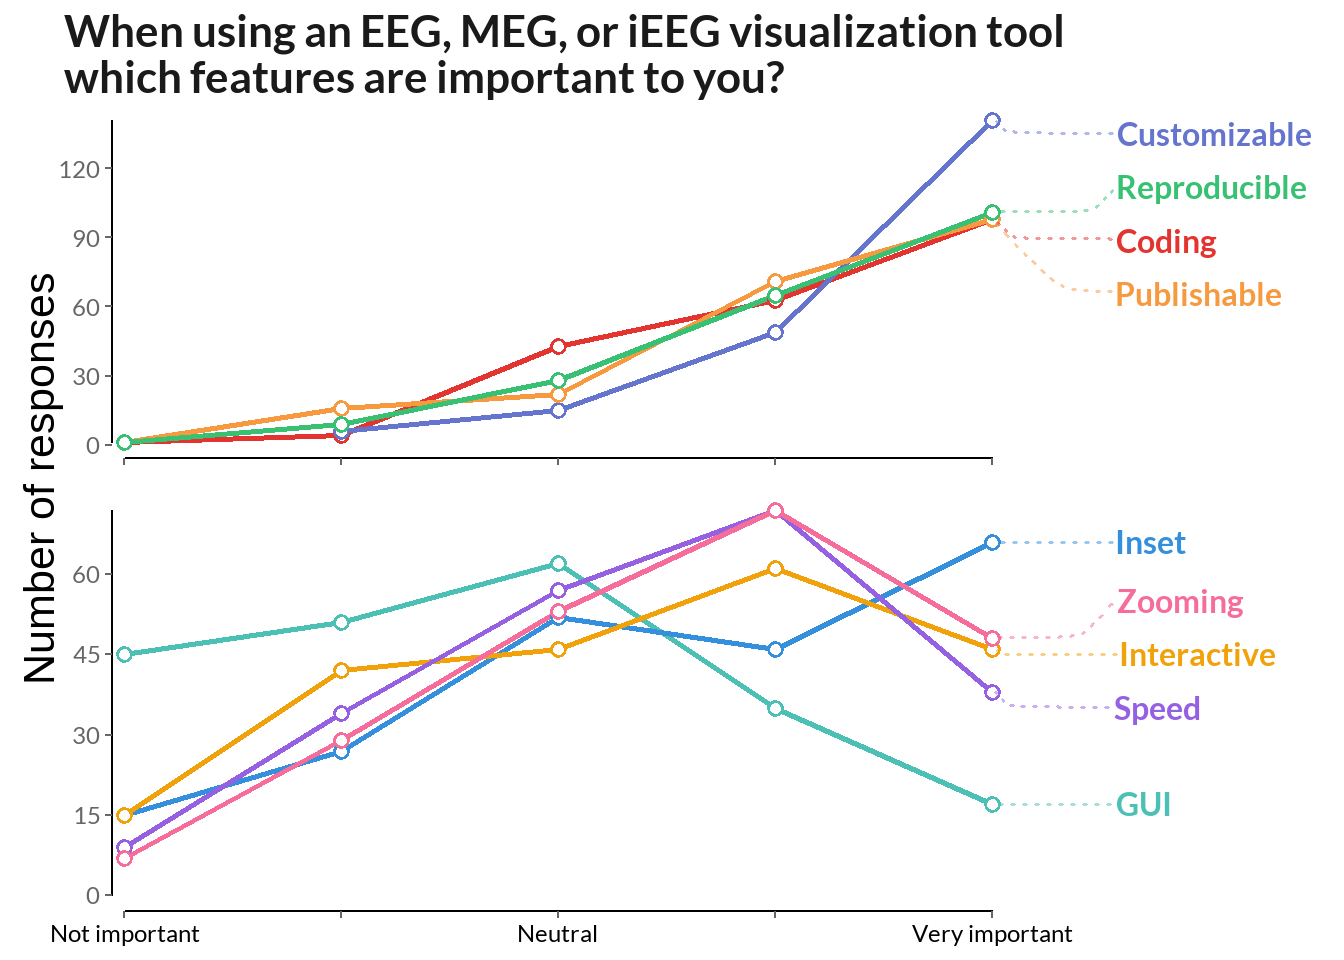 When using an EEG, MEG, or iEEG visualization tool
which features are important to you?
Number of responses
120
90
60
30
0
Customizable
Reproducible
Coding
Publishable
60
45
30
15
0
Inset
Zooming
Interactive
Speed
GUI
Not important
Neutral
Very important